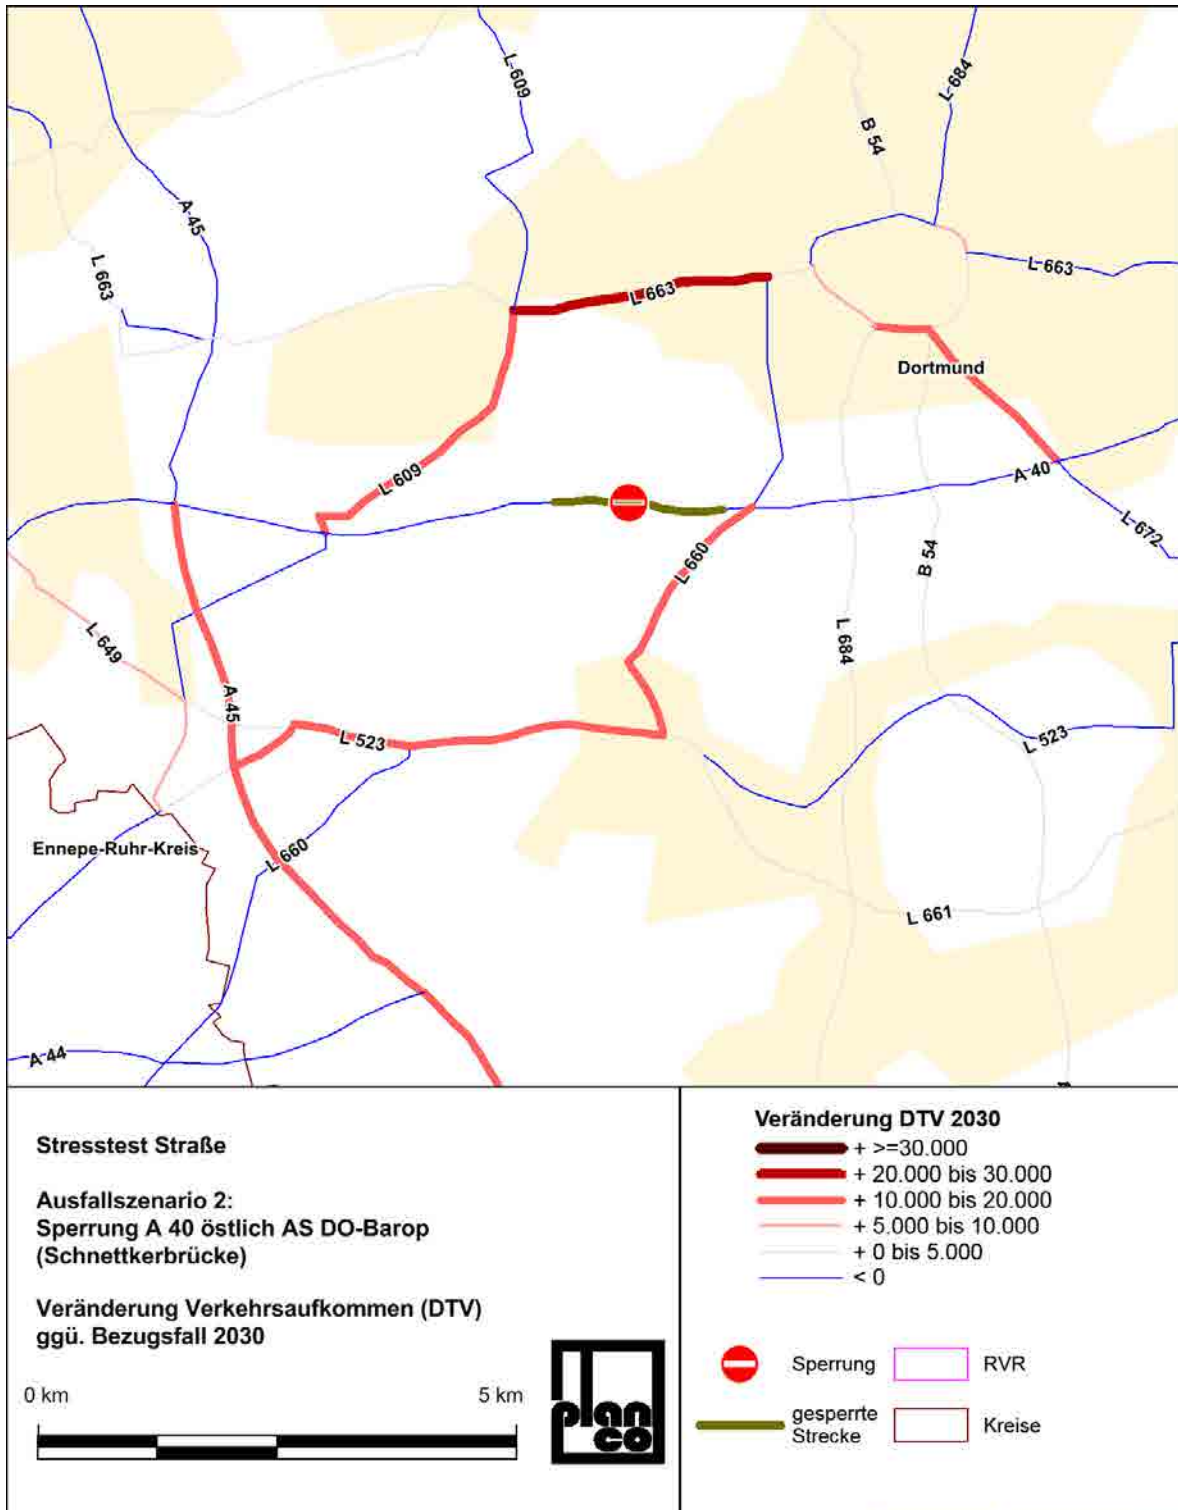 L 609
L 684
B 54
A 45
L 663
L 663
L 663
Dortmund
L 609
A 40
L 672
L 660
B 54
L 649
L 684
A 45
L 523
L 523
Ennepe-Ruhr-Kreis
L 660
L 661
A 44
Stresstest Straße
Ausfallszenario 2:
Sperrung A 40 östlich AS DO-Barop
(Schnettkerbrücke)
Veränderung Verkehrsaufkommen (DTV)
ggü. Bezugsfall 2030
0 km 5 km
plan
co
Veränderung DTV 2030
+ >=30.000
+ 20.000 bis 30.000
+ 10.000 bis 20.000
+ 5.000 bis 10.000
+ 0 bis 5.000
< 0
Sperrung
RVR
gesperrte
Strecke
Kreise